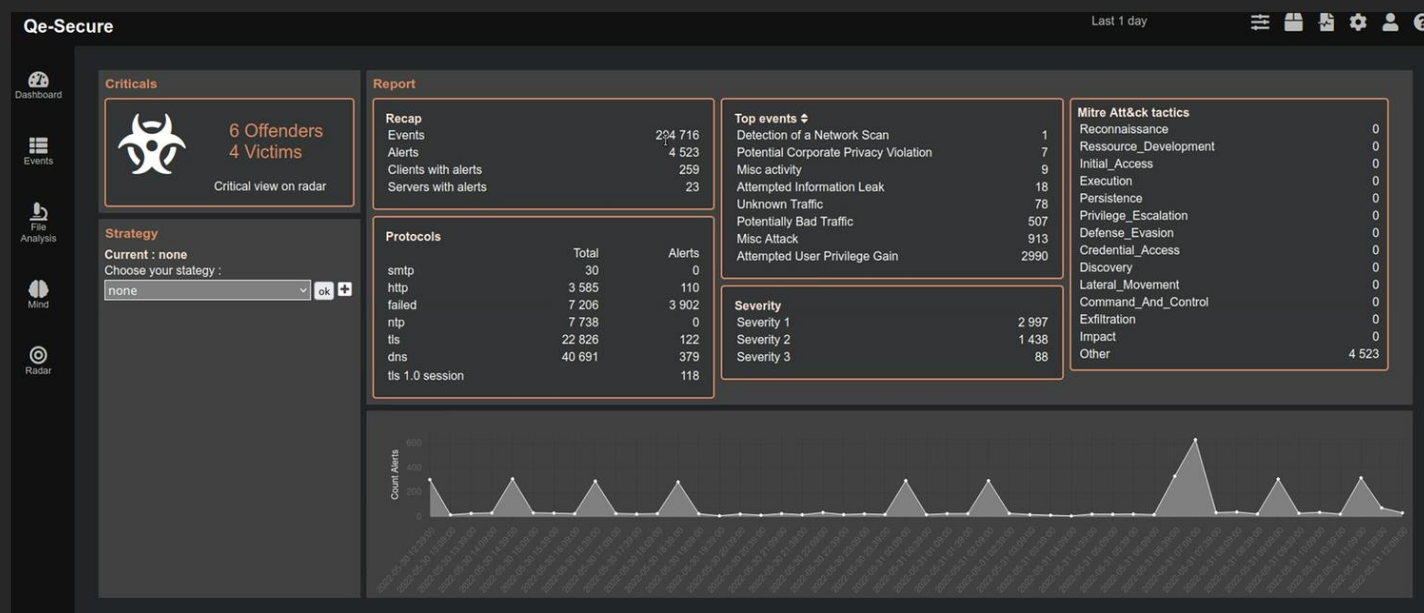 Qe-Secure
Last 1 day
Dashboard
Events
File
Analysis
Mind
Radar
Criticals
6 Offenders
4 Victims
Critical view on radar
Strategy
Current : none
Choose your stategy :
none
ok
Report
Recap
Events 294 716
Alerts 4 523
Clients with alerts 259
Servers with alerts 23
Protocols
Total Alerts
smtp 30 0
http 3 585 110
failed 7 206 3 902
ntp 7 738 0
tls 22 826 122
dns 40 691 379
tls 1.0 session 118
Top events
Detection of a Network Scan 1
Potential Corporate Privacy Violation 7
Misc activity 9
Attempted Information Leak 18
Unknown Traffic 78
Potentially Bad Traffic 507
Misc Attack 913
Attempted User Privilege Gain 2990
Severity
Severity 1 2 997
Severity 2 1 438
Severity 3 88
Mitre Att&ck tactics
Reconnaissance 0
Ressource_Development 0
Initial_Access 0
Execution 0
Persistence 0
Privilege_Escalation 0
Defense_Evasion 0
Credential_Access 0
Discovery 0
Lateral_Movement 0
Command_And_Control 0
Exfiltration 0
Impact 0
Other 4 523
Count Alerts
600
400
200
0